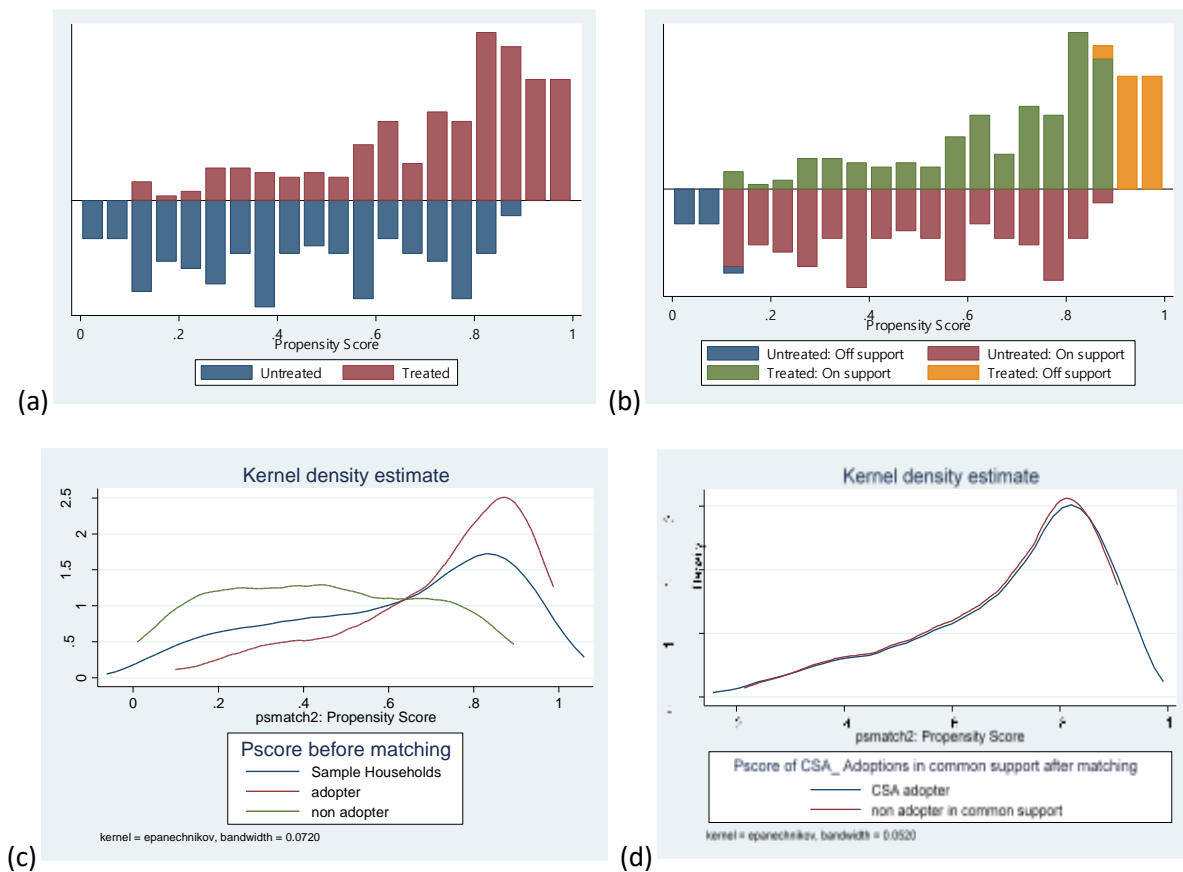 0 .2 .4 .6 .8 1
Propensity Score
Untreated Treated
(a)
0 .2 .4 .6 .8 1
Propensity Score
Untreated: Off support Untreated: On support
Treated: On support Treated: Off support
(b)
Kernel density estimate
2.5
2
1.5
1
.5
0
0 .2 .4 .6 .8 1
psmatch2: Propensity Score
Pscore before matching
Sample Households
adopter
non adopter
kernel = epanechnikov, bandwidth = 0.0720
(c)
Kernel density estimate
1
.4 .8 1
psmatch2: Propensity Score
Pscore of CSA_ Adoptions in common support after matching
CSA adopter
non adopter in common support
kernel = epanechnikov, bandwidth = 0.0520
(d)